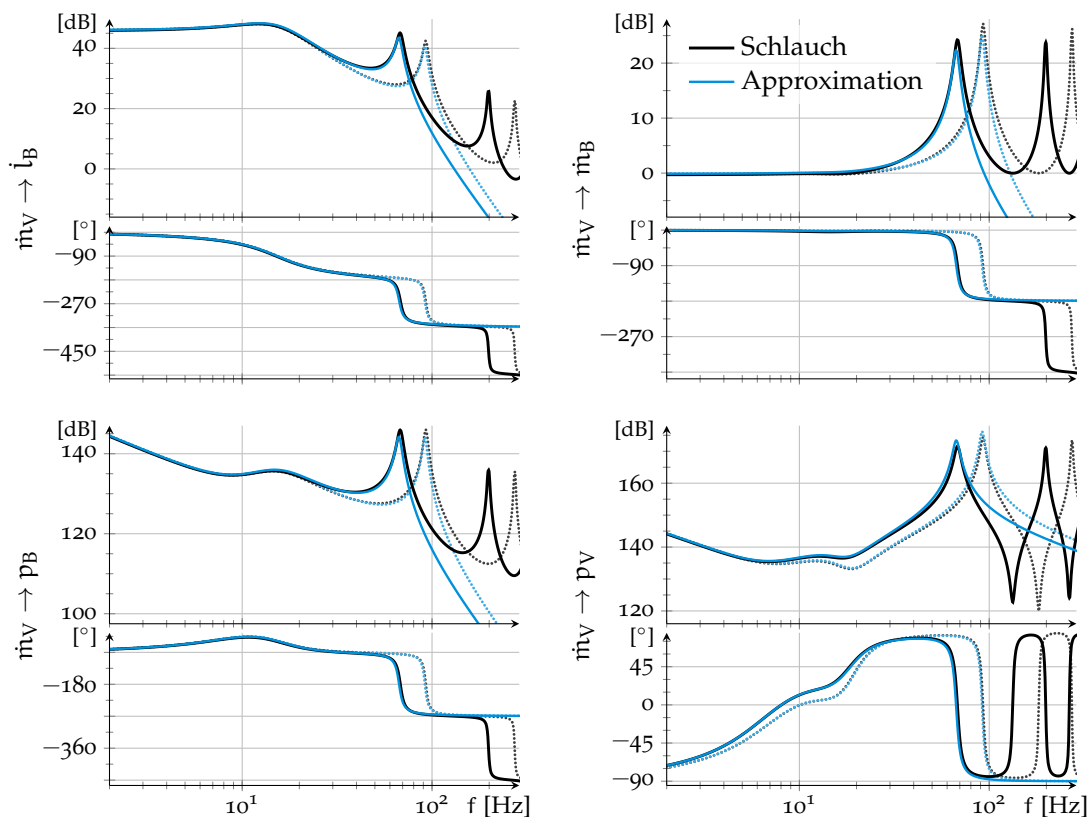 [dB]
40
20
0
ṁV → i̇B
[°]
−90
−270
−450
[dB]
20
10
0
ṁV → ṁB
Schlauch
Approximation
[°]
−90
−270
[dB]
140
120
100
ṁV → pB
[°]
−180
−360
10¹
10²
f [Hz]
[dB]
160
140
120
ṁV → pV
[°]
45
0
−45
−90
10¹
10²
f [Hz]